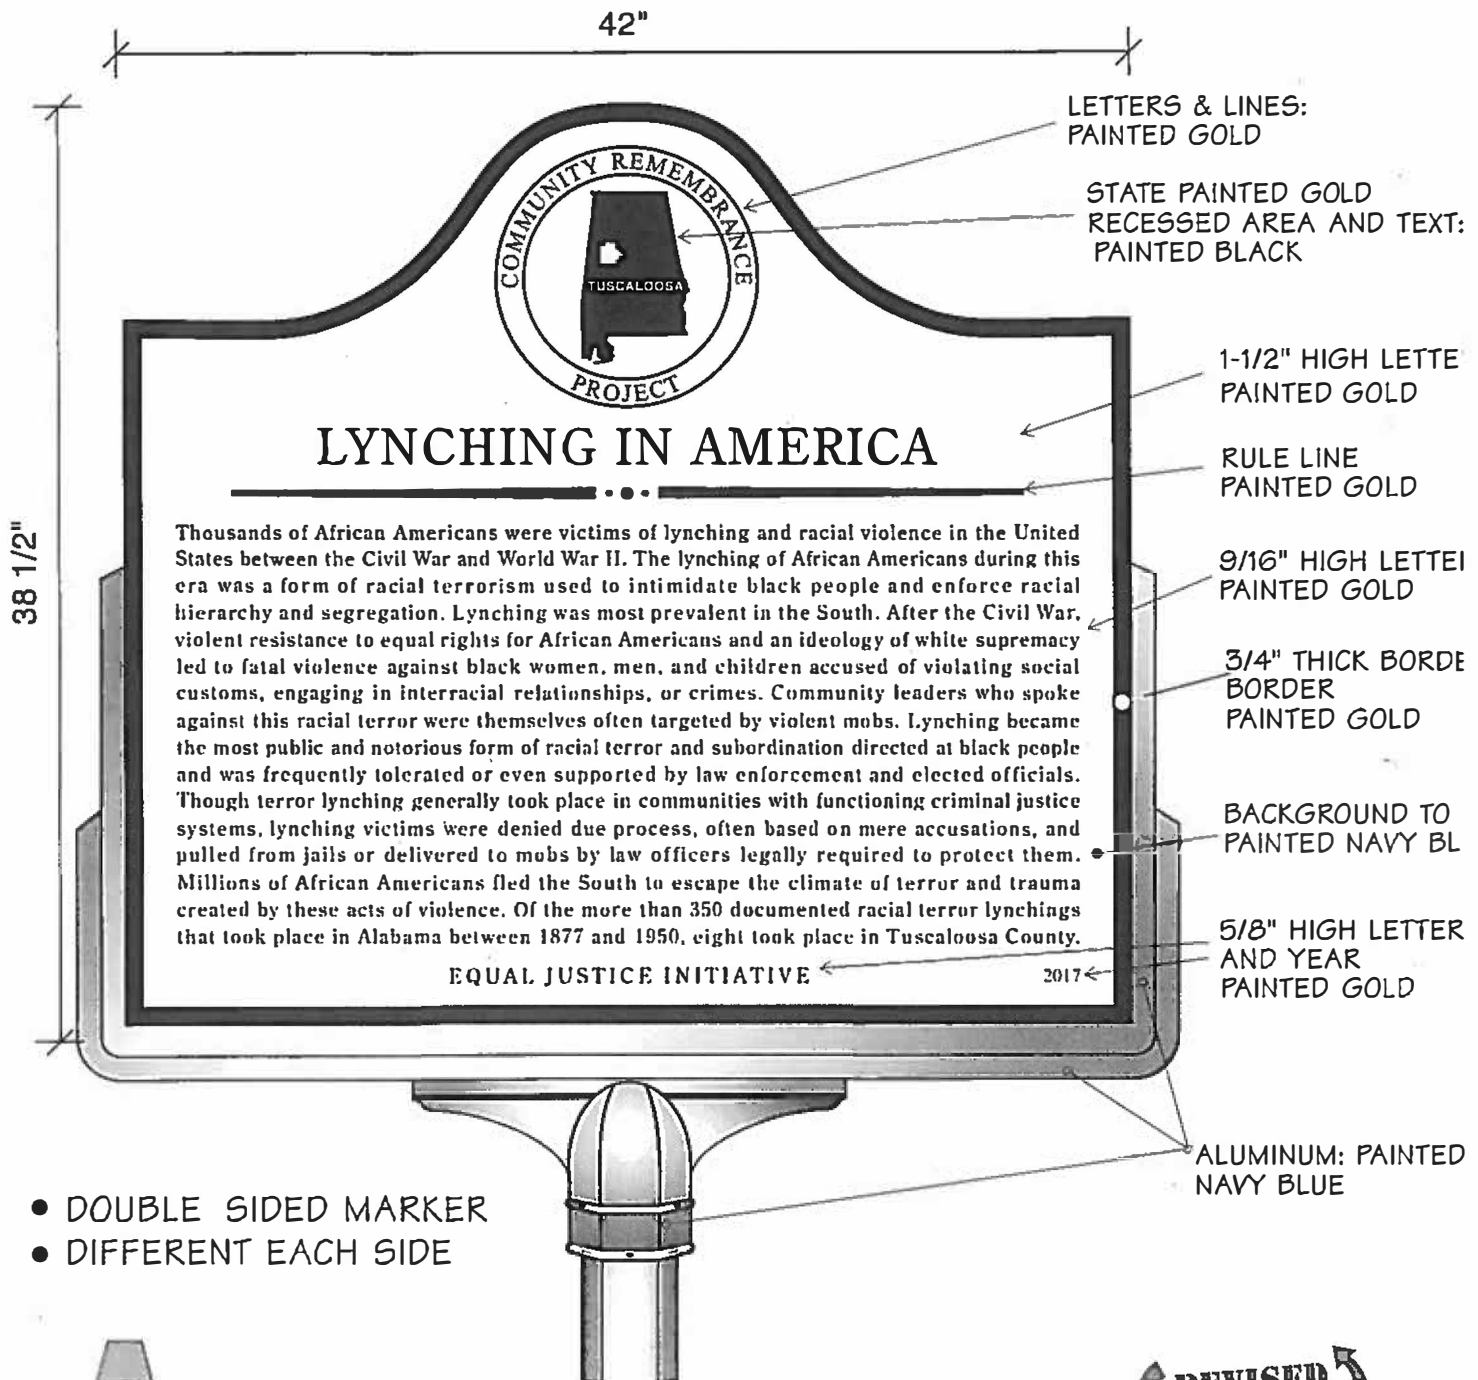 42"
38 1/2"
LETTERS & LINES:
PAINTED GOLD
STATE PAINTED GOLD
RECESSED AREA AND TEXT:
PAINTED BLACK
COMMUNITY REMEMBRANCE
TUSCALOOSA
PROJECT
1-1/2" HIGH LETTE
PAINTED GOLD
LYNCHING IN AMERICA
RULE LINE
PAINTED GOLD
Thousands of African Americans were victims of lynching and racial violence in the United
States between the Civil War and World War II. The lynching of African Americans during this
era was a form of racial terrorism used to intimidate black people and enforce racial
hierarchy and segregation. Lynching was most prevalent in the South. After the Civil War,
violent resistance to equal rights for African Americans and an ideology of white supremacy
led to fatal violence against black women, men, and children accused of violating social
customs, engaging in interracial relationships, or crimes. Community leaders who spoke
against this racial terror were themselves often targeted by violent mobs. Lynching became
the most public and notorious form of racial terror and subordination directed at black people
and was frequently tolerated or even supported by law enforcement and elected officials.
Though terror lynching generally took place in communities with functioning criminal justice
systems, lynching victims were denied due process, often based on mere accusations, and
pulled from jails or delivered to mobs by law officers legally required to protect them.
Millions of African Americans fled the South to escape the climate of terror and trauma
created by these acts of violence. Of the more than 350 documented racial terror lynchings
that took place in Alabama between 1877 and 1950, eight took place in Tuscaloosa County.
EQUAL JUSTICE INITIATIVE
2017
9/16" HIGH LETTE
PAINTED GOLD
3/4" THICK BORDE
BORDER
PAINTED GOLD
BACKGROUND TO
PAINTED NAVY BL
5/8" HIGH LETTER
AND YEAR
PAINTED GOLD
ALUMINUM: PAINTED
NAVY BLUE
• DOUBLE SIDED MARKER
• DIFFERENT EACH SIDE
REVISED